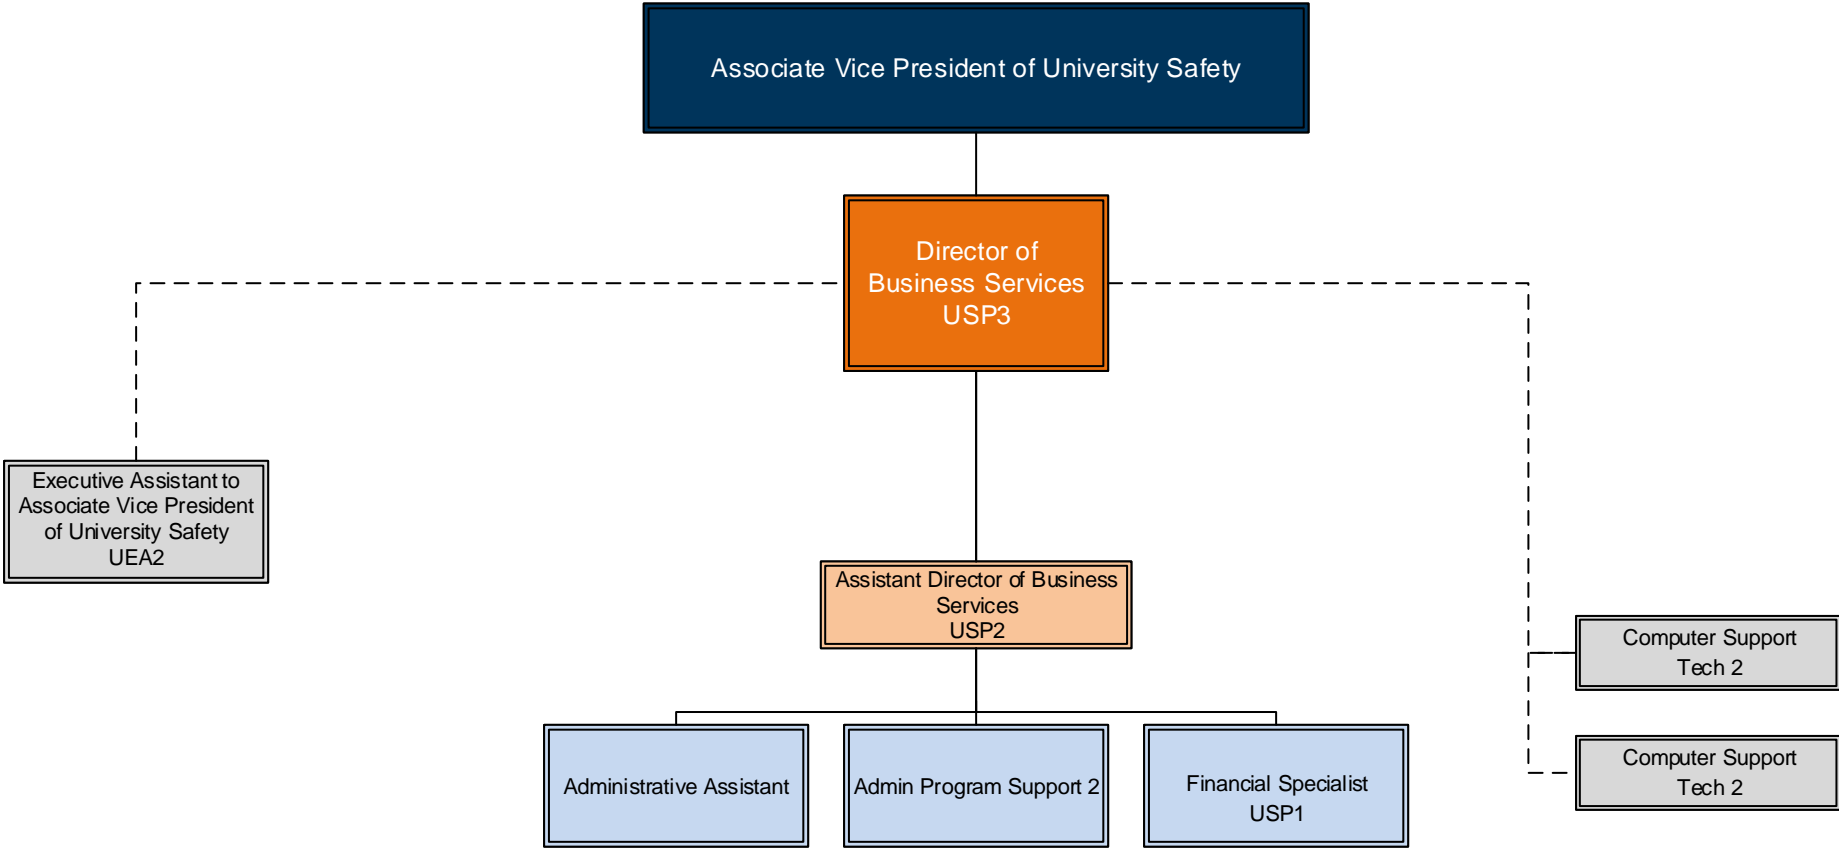 Associate Vice President of University Safety
Director of
Business Services
USP3
Executive Assistant to
Associate Vice President
of University Safety
UEA2
Assistant Director of Business
Services
USP2
Computer Support
Tech 2
Computer Support
Tech 2
Administrative Assistant
Admin Program Support 2
Financial Specialist
USP1